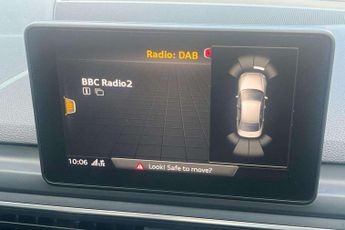 Radio: DAB
BBC Radio2
10:06
Look! Safe to move?